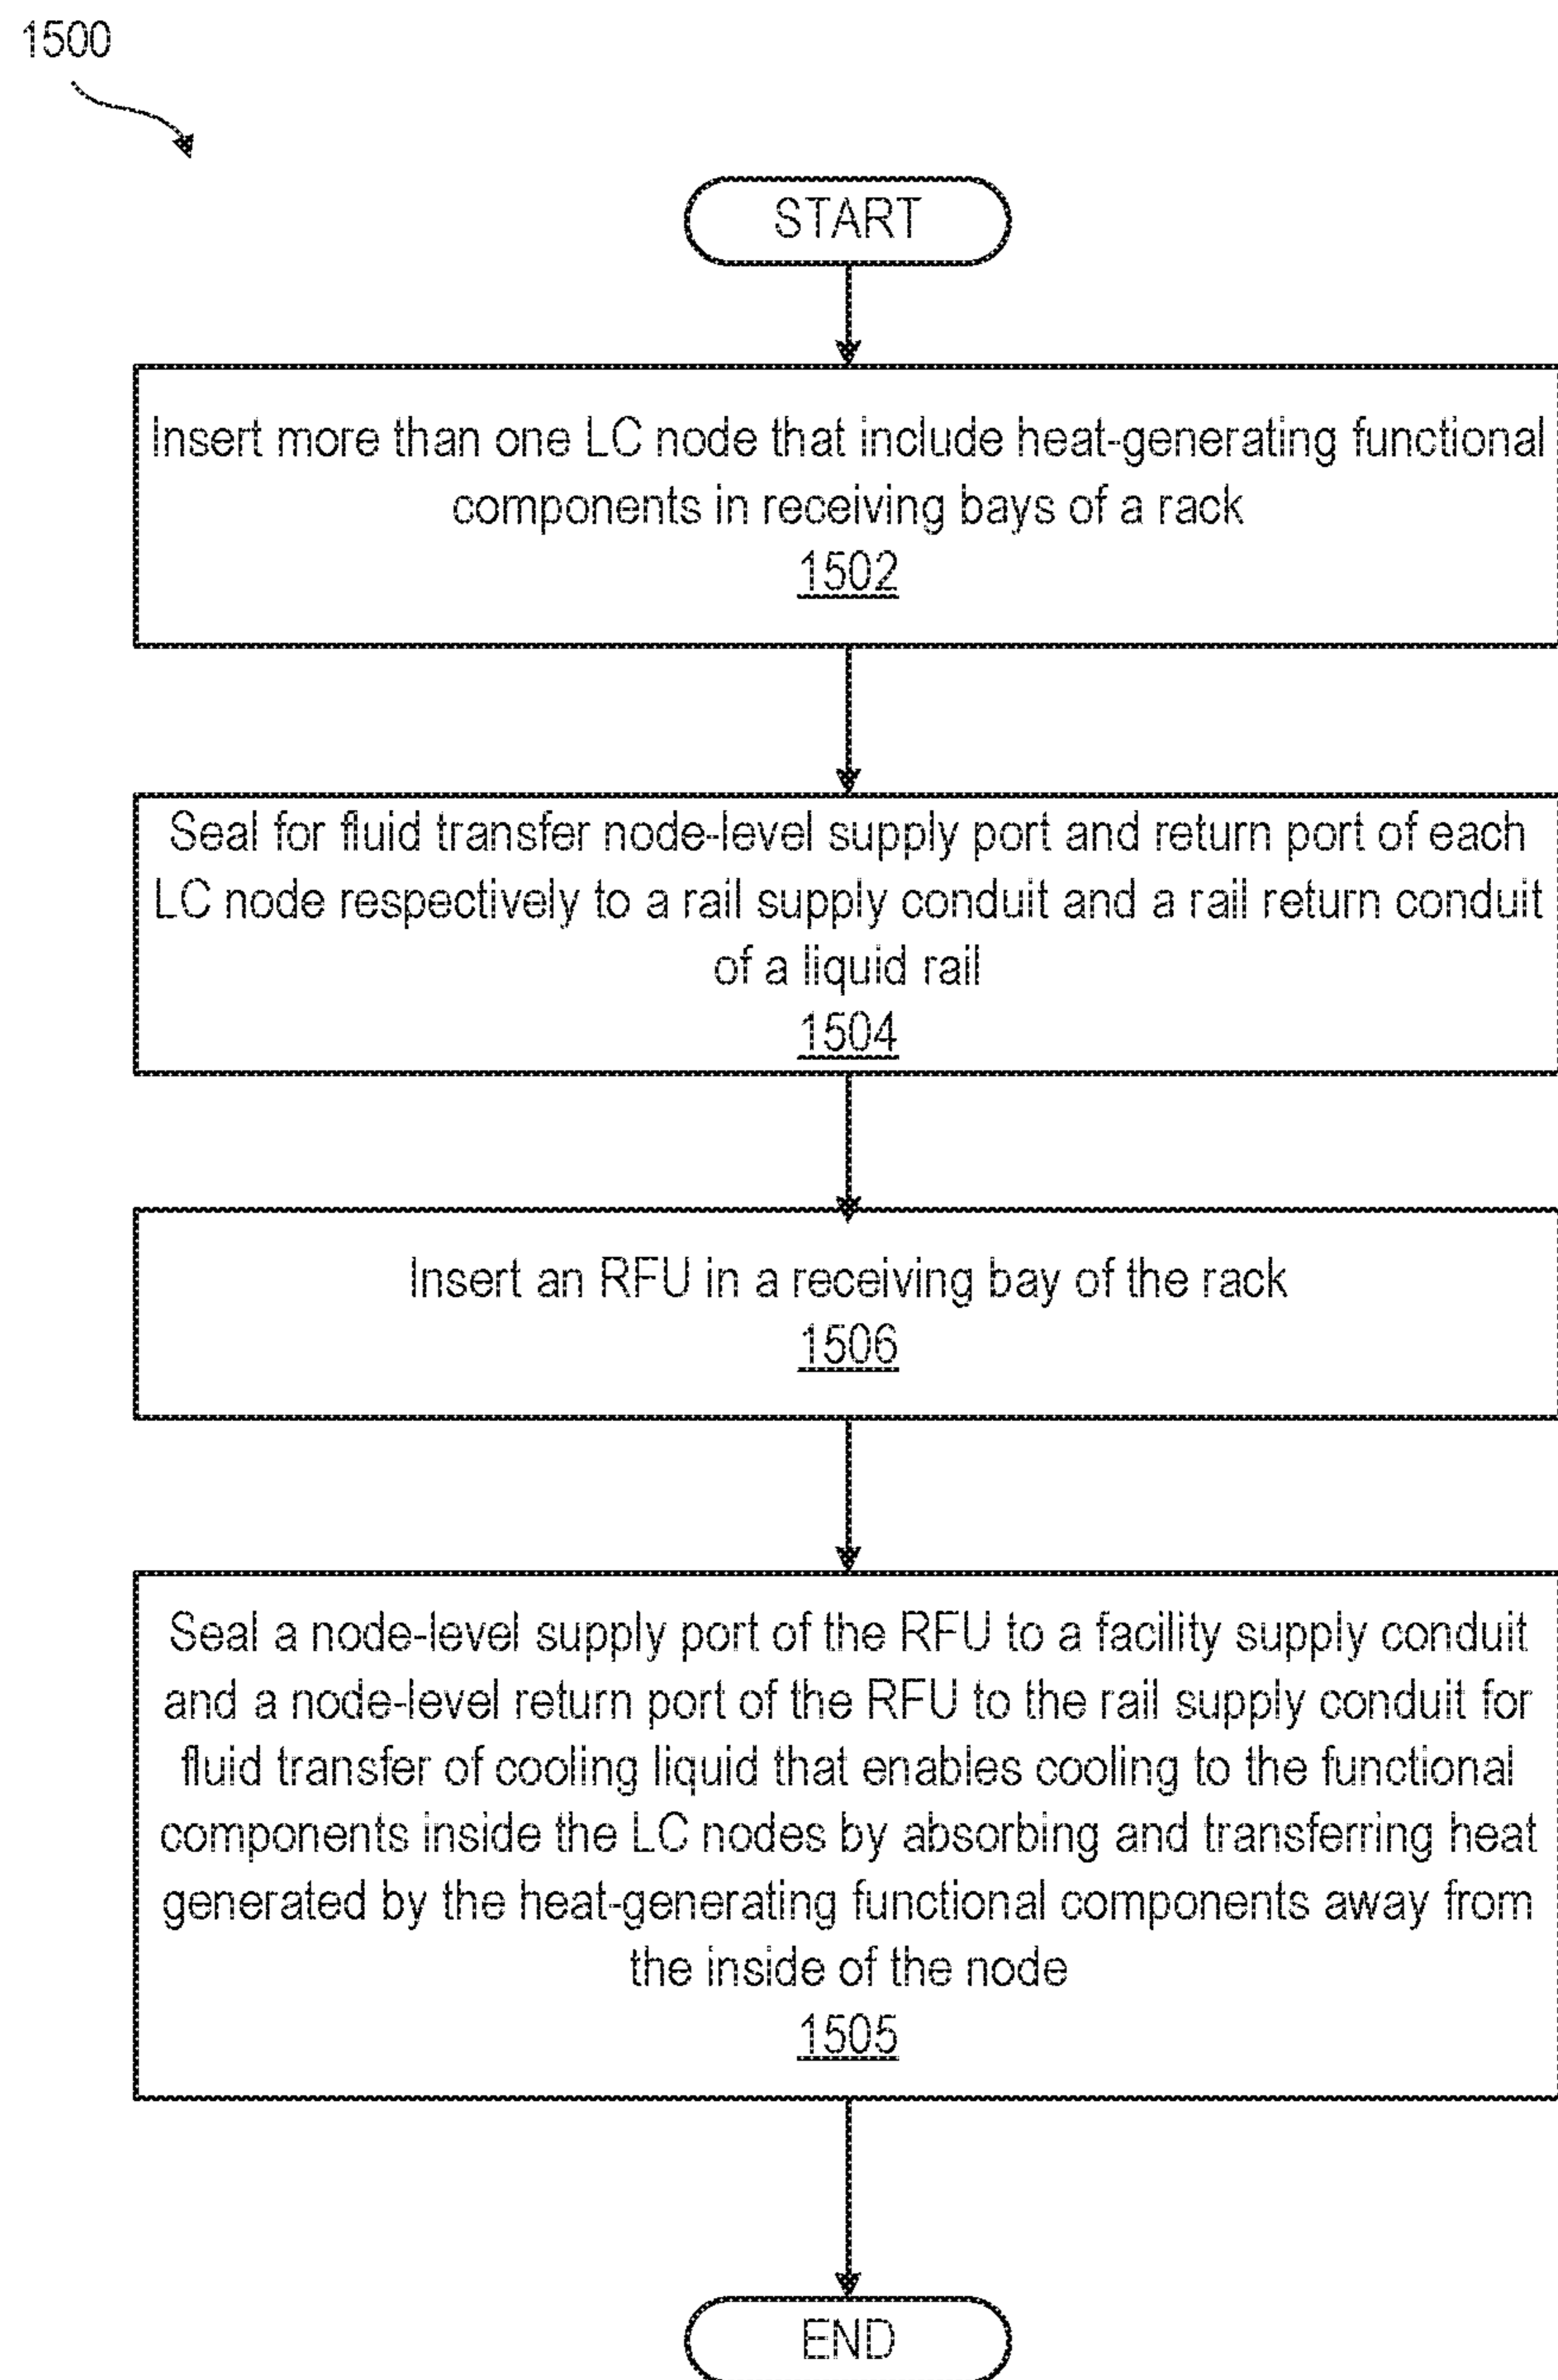 1500
START
Insert more than one LC node that include heat-generating functional
components in receiving bays of a rack
1502
Seal for fluid transfer node-level supply port and return port of each
LC node respectively to a rail supply conduit and a rail return conduit
of a liquid rail
1504
Insert an RFU in a receiving bay of the rack
1506
Seal a node-level supply port of the RFU to a facility supply conduit
and a node-level return port of the RFU to the rail supply conduit for
fluid transfer of cooling liquid that enables cooling to the functional
components inside the LC nodes by absorbing and transferring heat
generated by the heat-generating functional components away from
the inside of the node
1505
END